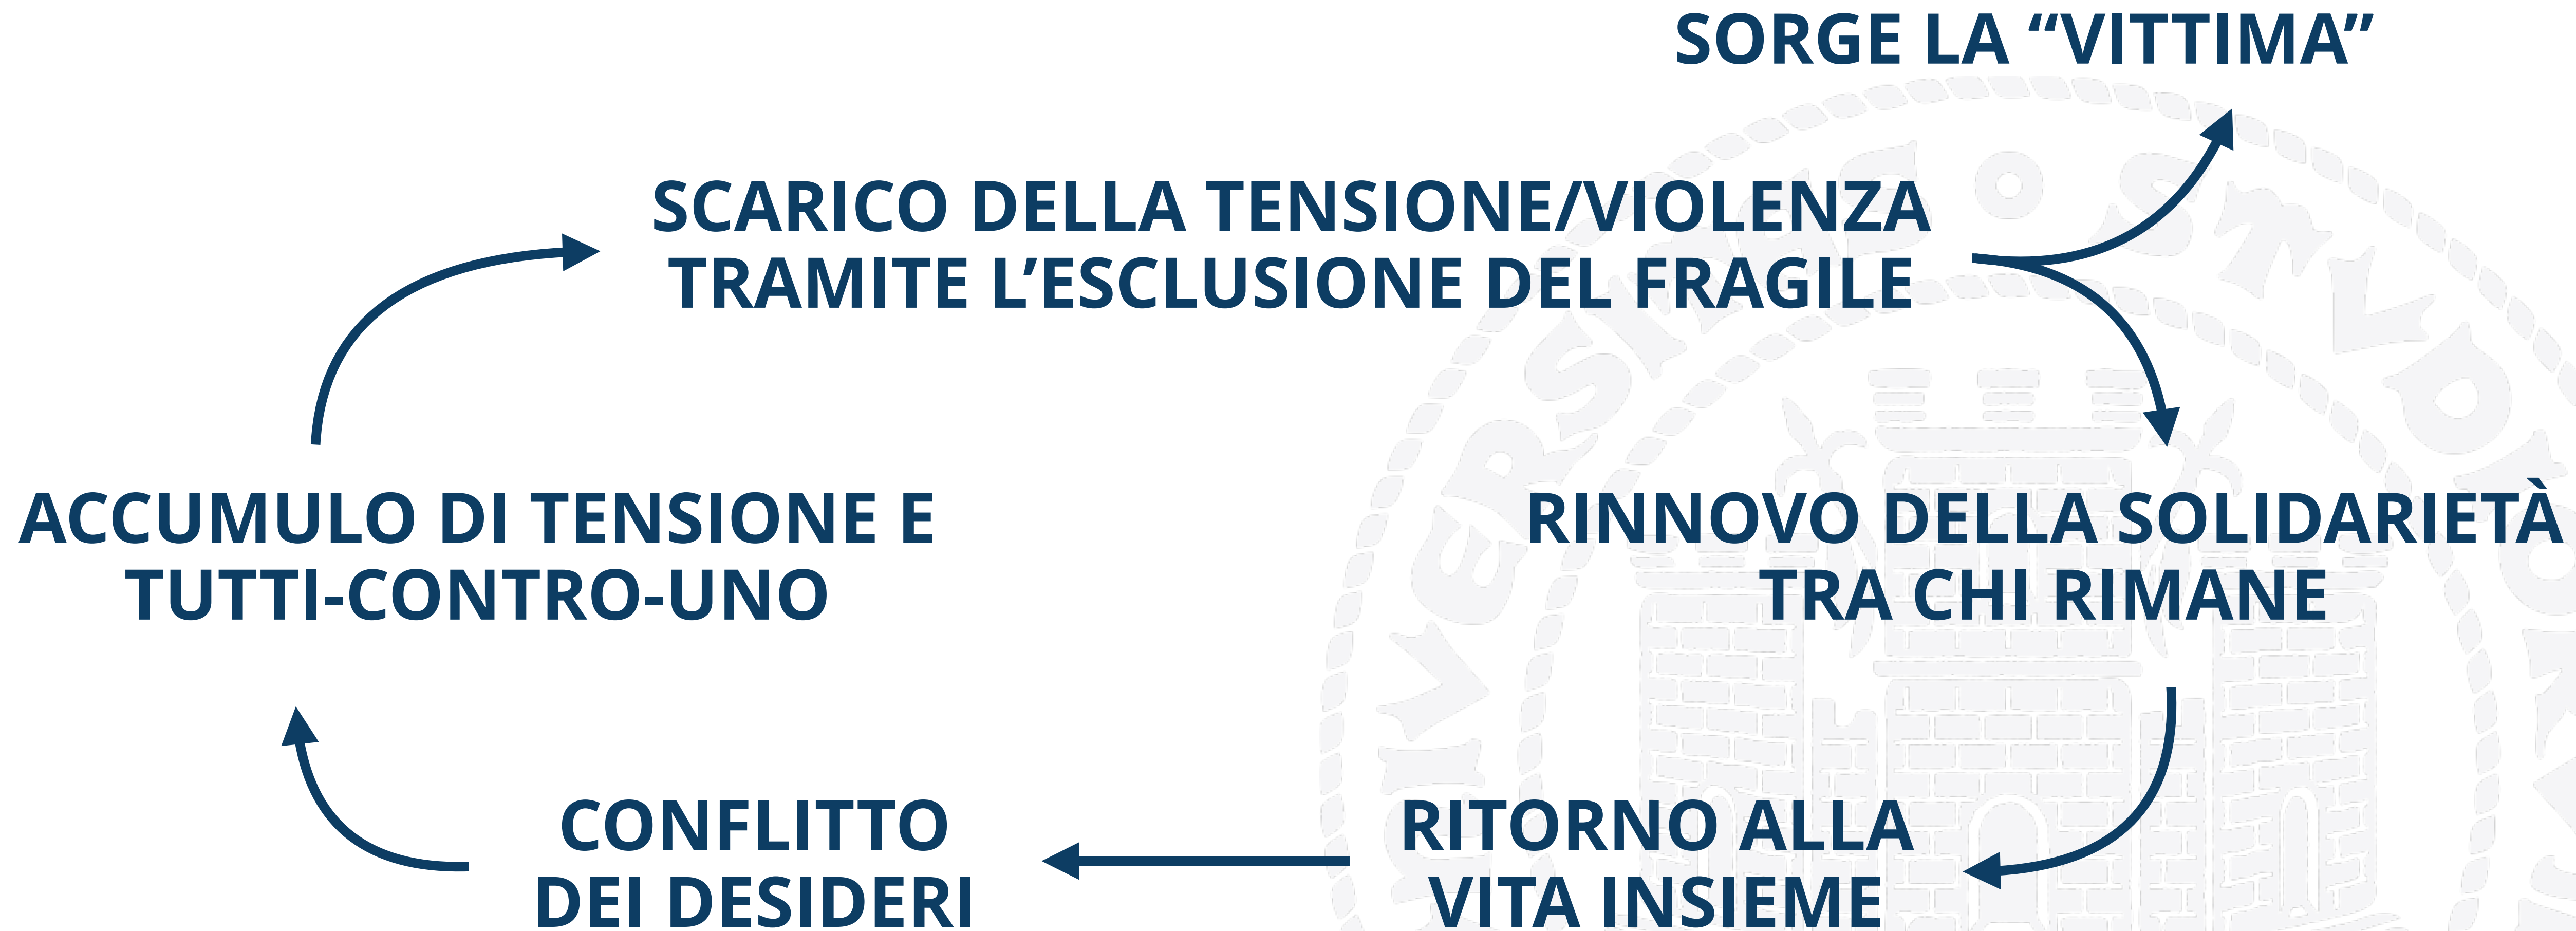 SORGE LA “VITTIMA”
SCARICO DELLA TENSIONE/VIOLENZA
TRAMITE L’ESCLUSIONE DEL FRAGILE
ACCUMULO DI TENSIONE E
TUTTI-CONTRO-UNO
RINNOVO DELLA SOLIDARIETÀ
TRA CHI RIMANE
CONFLITTO
DEI DESIDERI
RITORNO ALLA
VITA INSIEME